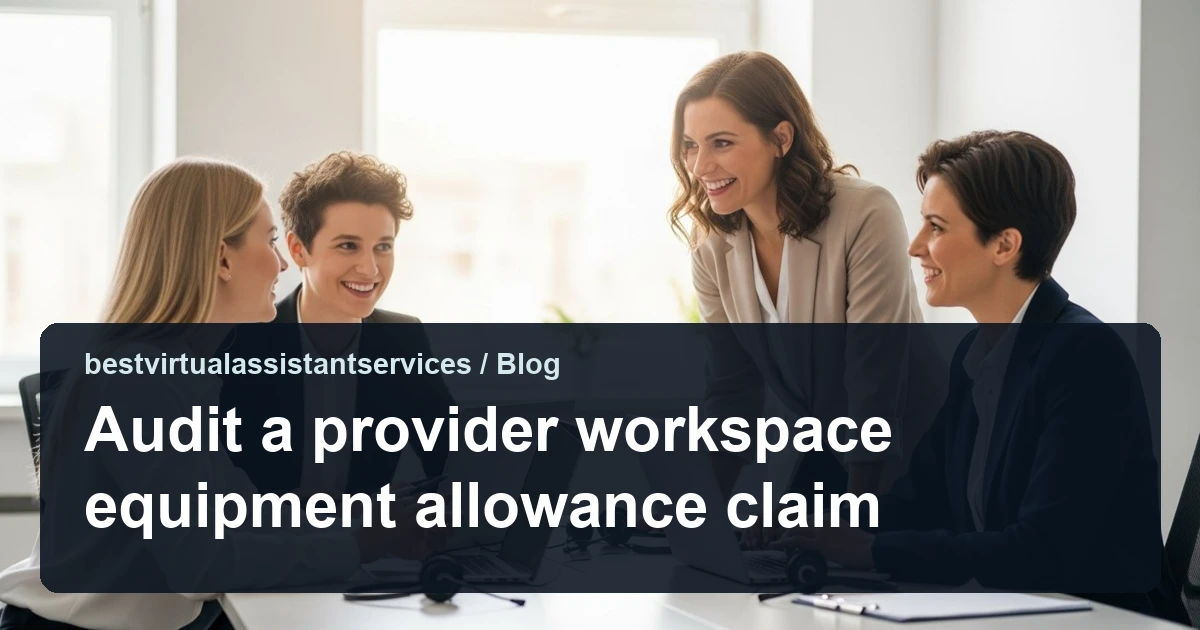 bestvirtualassistantservices / Blog
Audit a provider workspace
equipment allowance claim